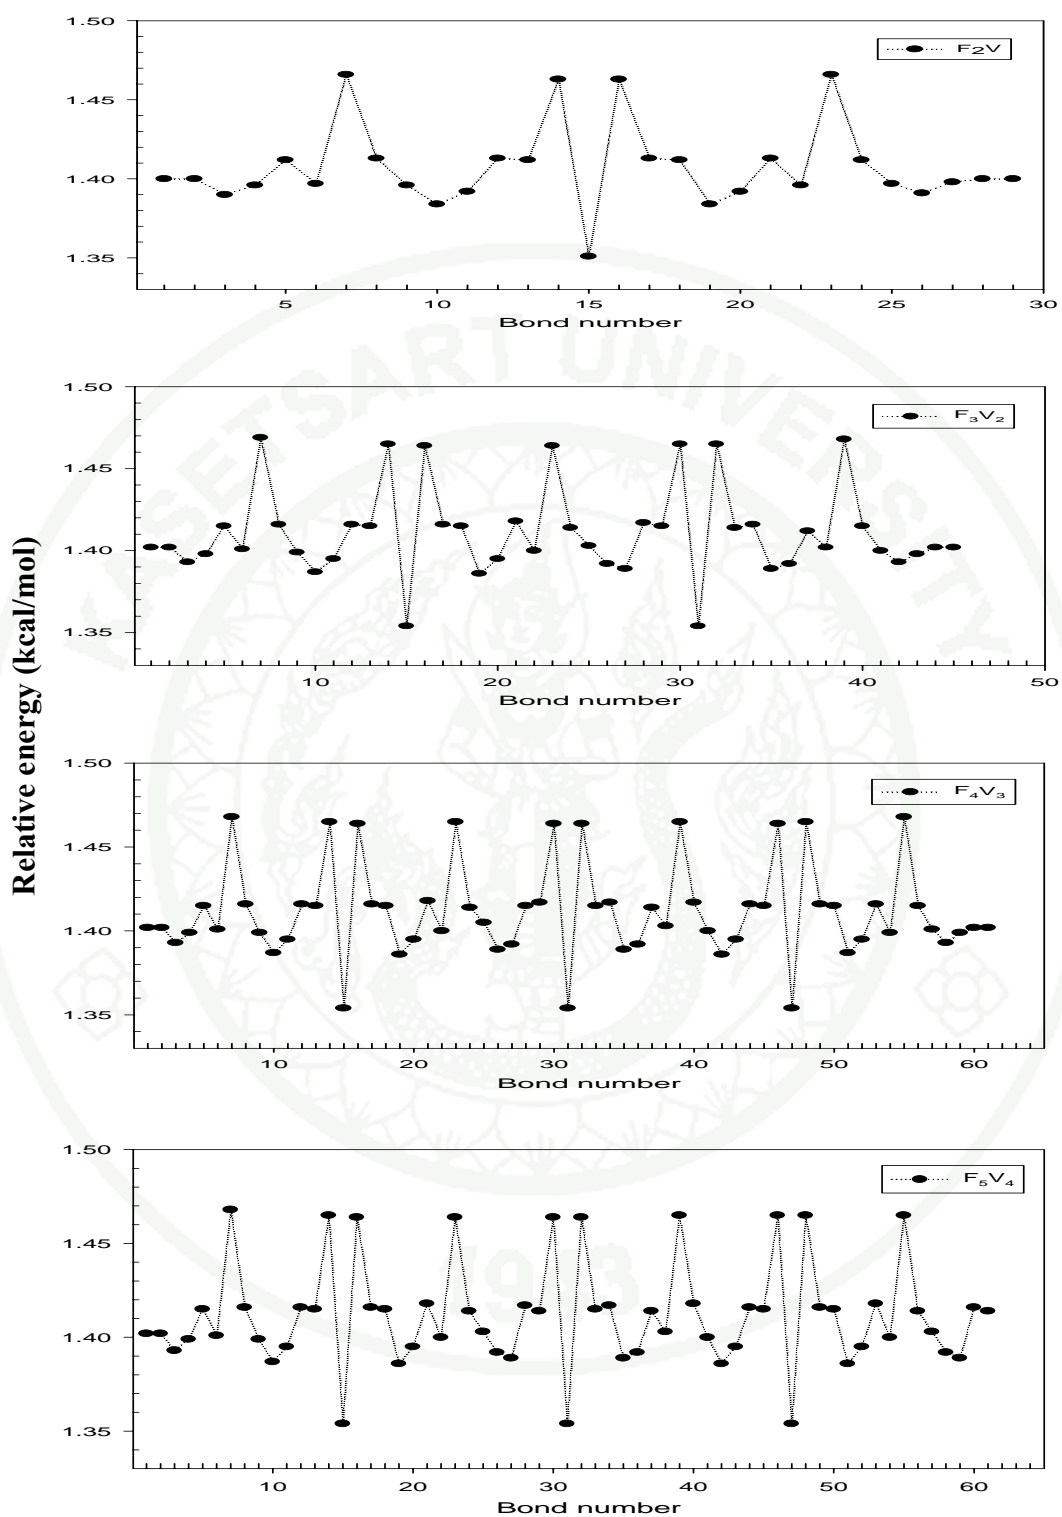 Relative energy (kcal/mol)
1.50
1.45
1.40
1.35
F2V
5 10 15 20 25 30
Bond number
1.50
1.45
1.40
1.35
F₃V₂
10 20 30 40 50
Bond number
1.50
1.45
1.40
1.35
F₄V₃
10 20 30 40 50 60
Bond number
1.50
1.45
1.40
1.35
F₅V₄
10 20 30 40 50 60
Bond number
KASETSART UNIVERSITY
1943